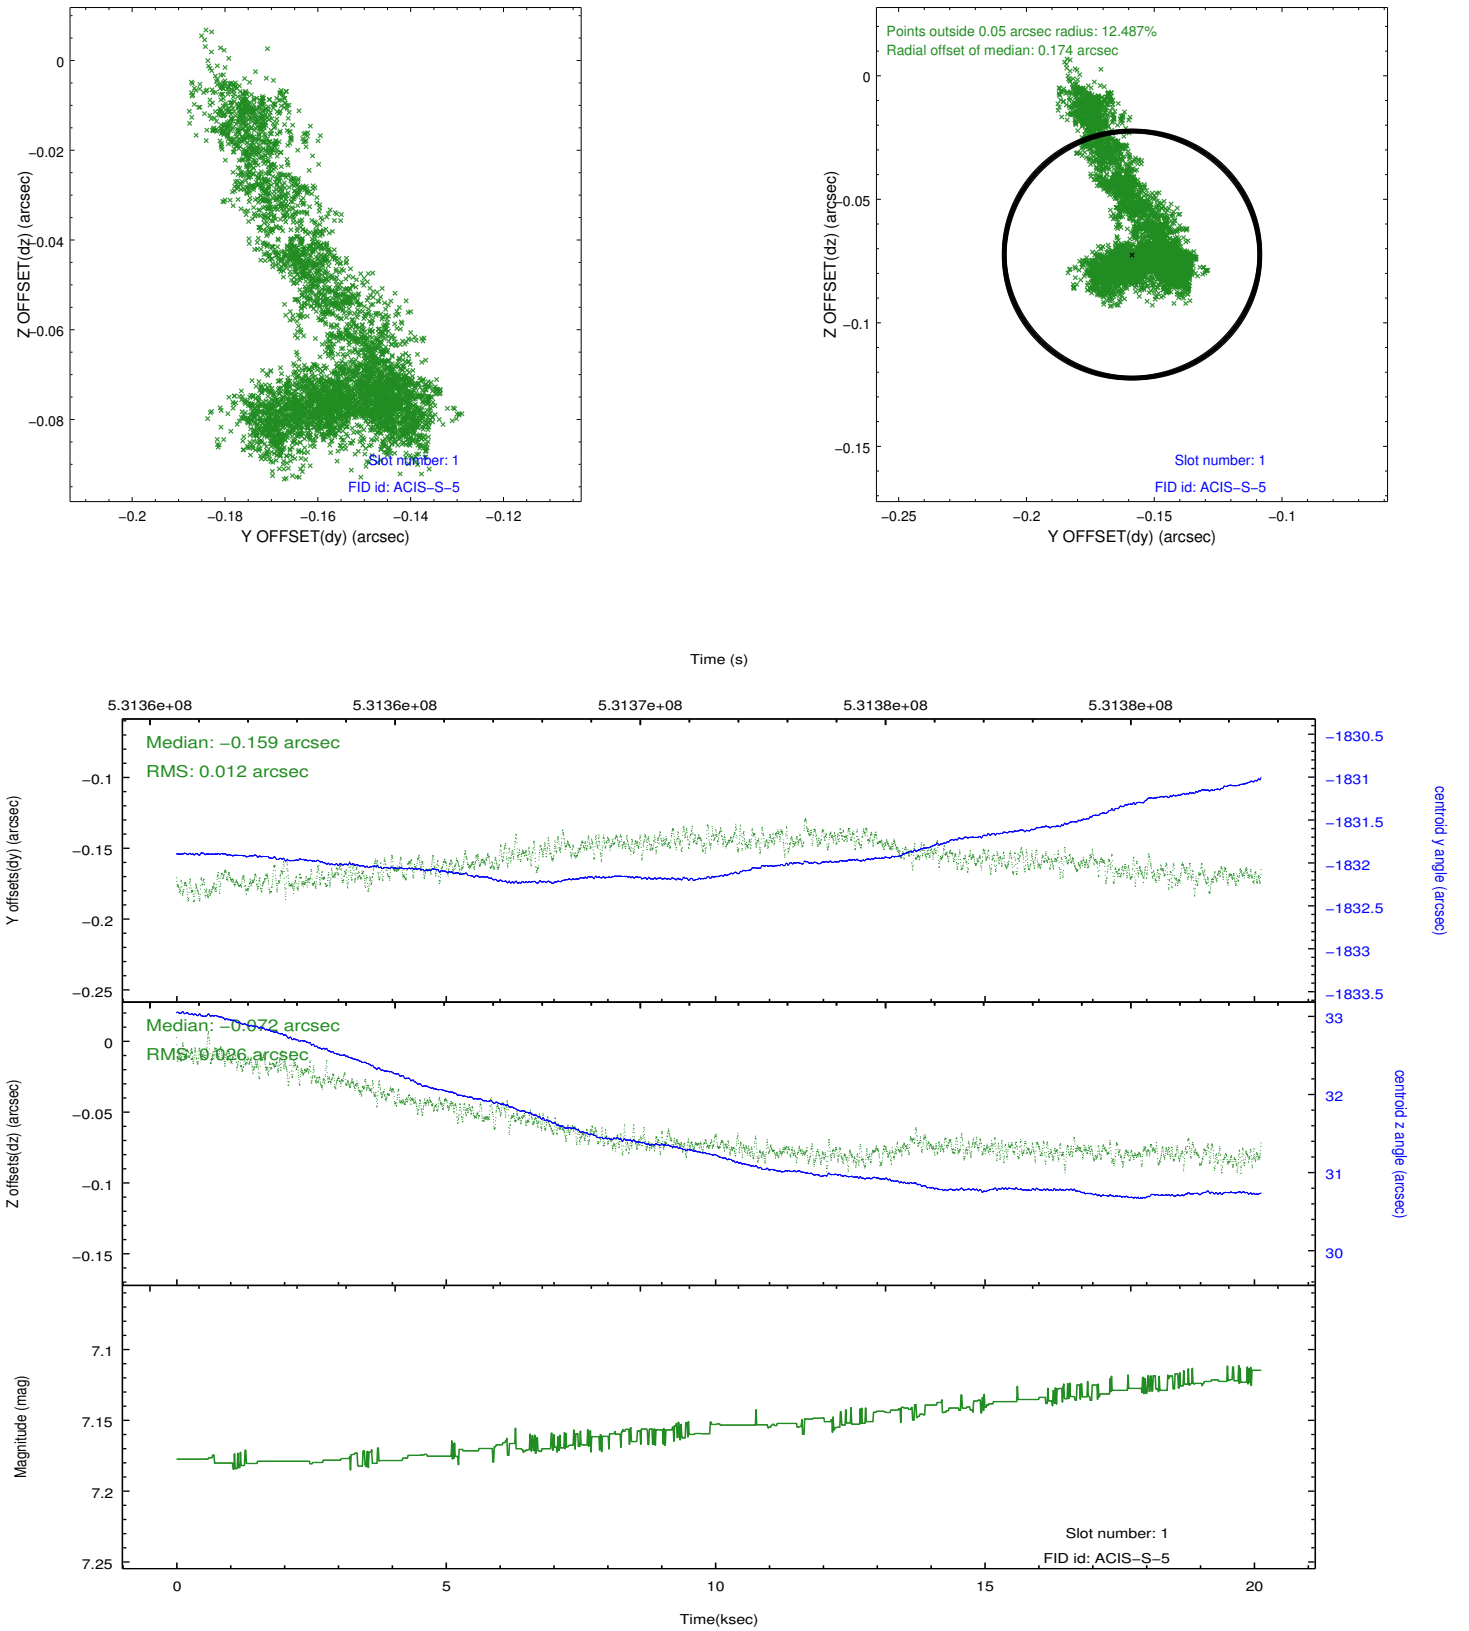 0
−0.02
−0.04
−0.06
−0.08
Z OFFSET(dz) (arcsec)
Slot number: 1
FID id: ACIS−S−5
−0.2
−0.18
−0.16
−0.14
−0.12
Y OFFSET(dy) (arcsec)
Points outside 0.05 arcsec radius: 12.487%
Radial offset of median: 0.174 arcsec
0
−0.05
−0.1
−0.15
Z OFFSET(dz) (arcsec)
Slot number: 1
FID id: ACIS−S−5
−0.25
−0.2
−0.15
−0.1
Y OFFSET(dy) (arcsec)
Time (s)
5.3136e+08
5.3136e+08
5.3137e+08
5.3138e+08
5.3138e+08
Median: −0.159 arcsec
RMS: 0.012 arcsec
−0.1
−0.15
−0.2
−0.25
Y offsets(dy) (arcsec)
−1830.5
−1831
−1831.5
−1832
−1832.5
−1833
−1833.5
centroid y angle (arcsec)
Median: −0.072 arcsec
RMS: 0.026 arcsec
0
−0.05
−0.1
−0.15
Z offsets(dz) (arcsec)
33
32
31
30
centroid z angle (arcsec)
7.1
7.15
7.2
7.25
Magnitude (mag)
Slot number: 1
FID id: ACIS−S−5
0
5
10
15
20
Time(ksec)